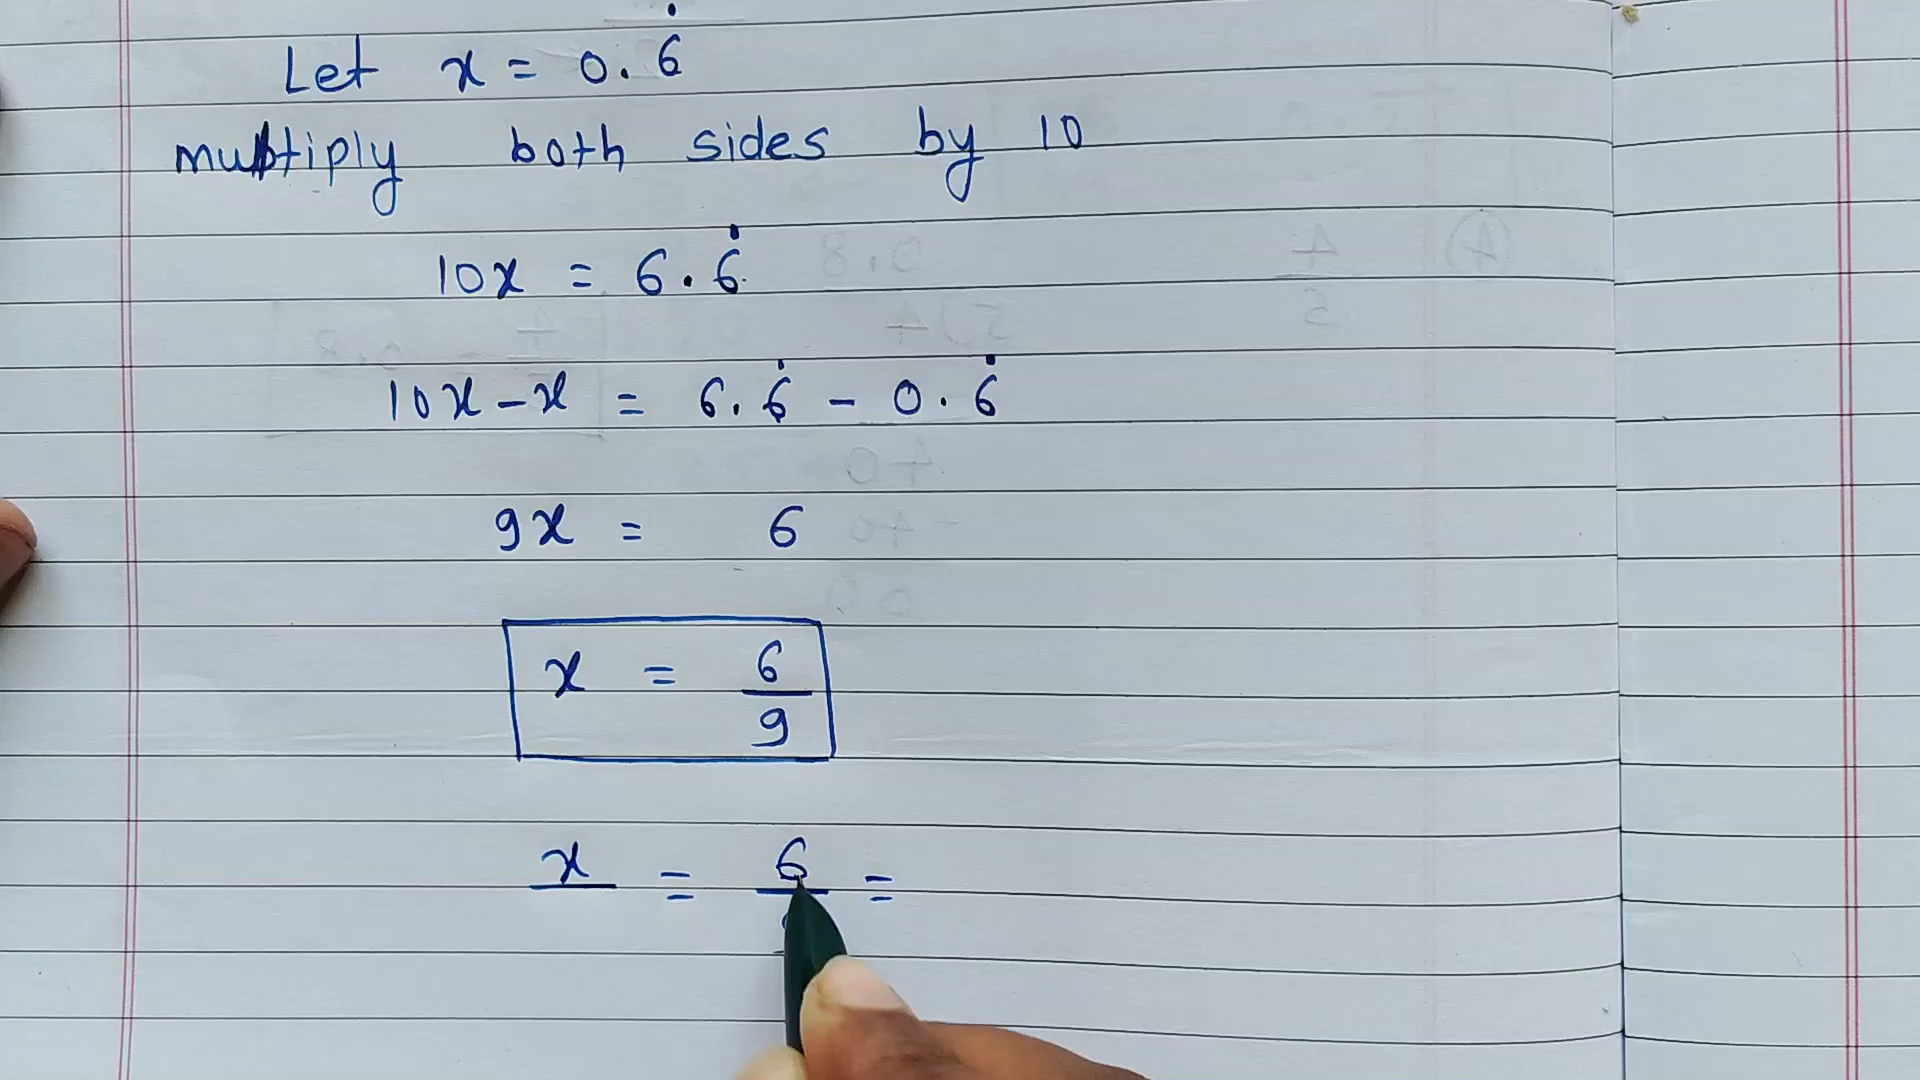 Let x = 0.6̇
multiply both sides by 10
10x = 6.6̇
10x - x = 6.6̇ - 0.6̇
9x = 6
x = 6/9
x = 6/ =